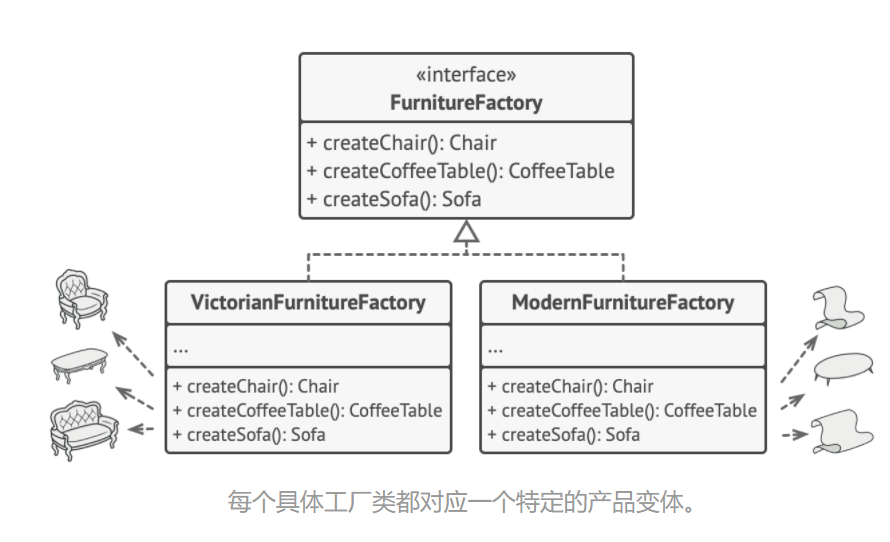 «interface»
FurnitureFactory
+ createChair(): Chair
+ createCoffeeTable(): CoffeeTable
+ createSofa(): Sofa
VictorianFurnitureFactory
...
+ createChair(): Chair
+ createCoffeeTable(): CoffeeTable
+ createSofa(): Sofa
ModernFurnitureFactory
...
+ createChair(): Chair
+ createCoffeeTable(): CoffeeTable
+ createSofa(): Sofa
每个具体工厂类都对应一个特定的产品变体。